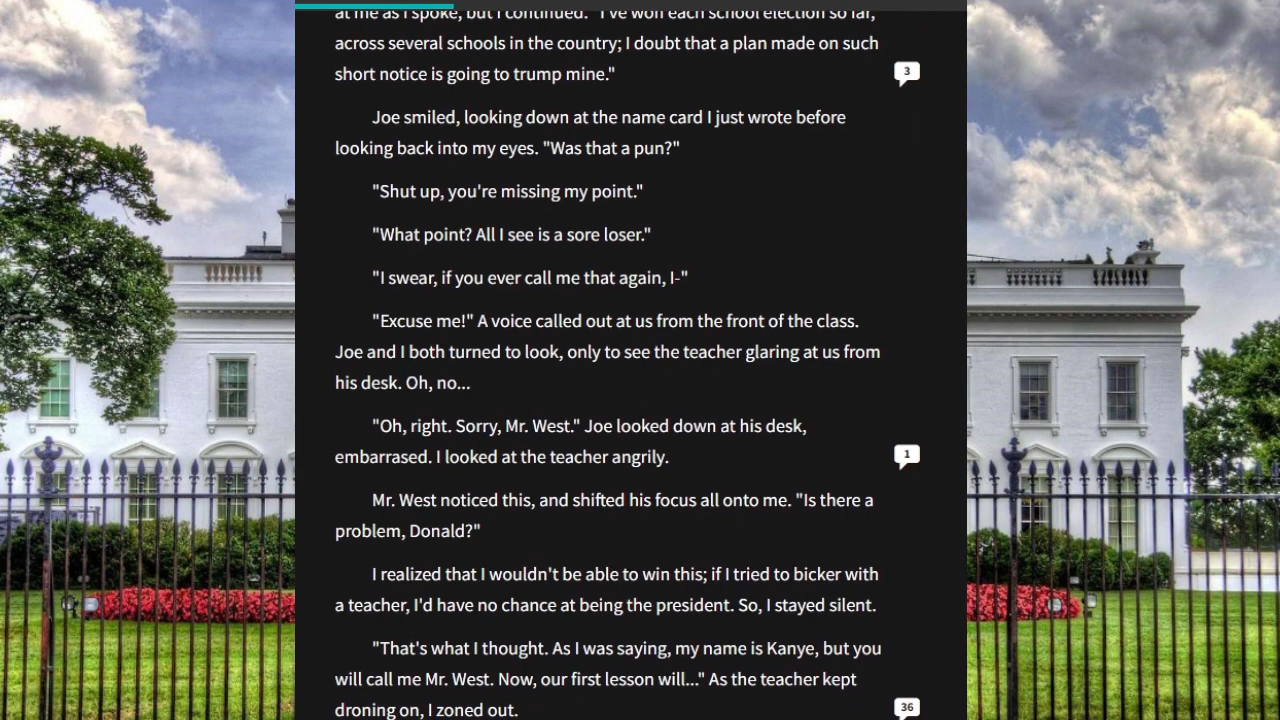 at me as I spoke, but I continued. "I've won each school election so far,
across several schools in the country; I doubt that a plan made on such
short notice is going to trump mine."
3
Joe smiled, looking down at the name card I just wrote before
looking back into my eyes. "Was that a pun?"
"Shut up, you're missing my point."
"What point? All I see is a sore loser."
"I swear, if you ever call me that again, I-"
"Excuse me!" A voice called out at us from the front of the class.
Joe and I both turned to look, only to see the teacher glaring at us from
his desk. Oh, no...
"Oh, right. Sorry, Mr. West." Joe looked down at his desk,
embarrased. I looked at the teacher angrily.
1
Mr. West noticed this, and shifted his focus all onto me. "Is there a
problem, Donald?"
I realized that I wouldn't be able to win this; if I tried to bicker with
a teacher, I'd have no chance at being the president. So, I stayed silent.
"That's what I thought. As I was saying, my name is Kanye, but you
will call me Mr. West. Now, our first lesson will..." As the teacher kept
droning on, I zoned out.
36